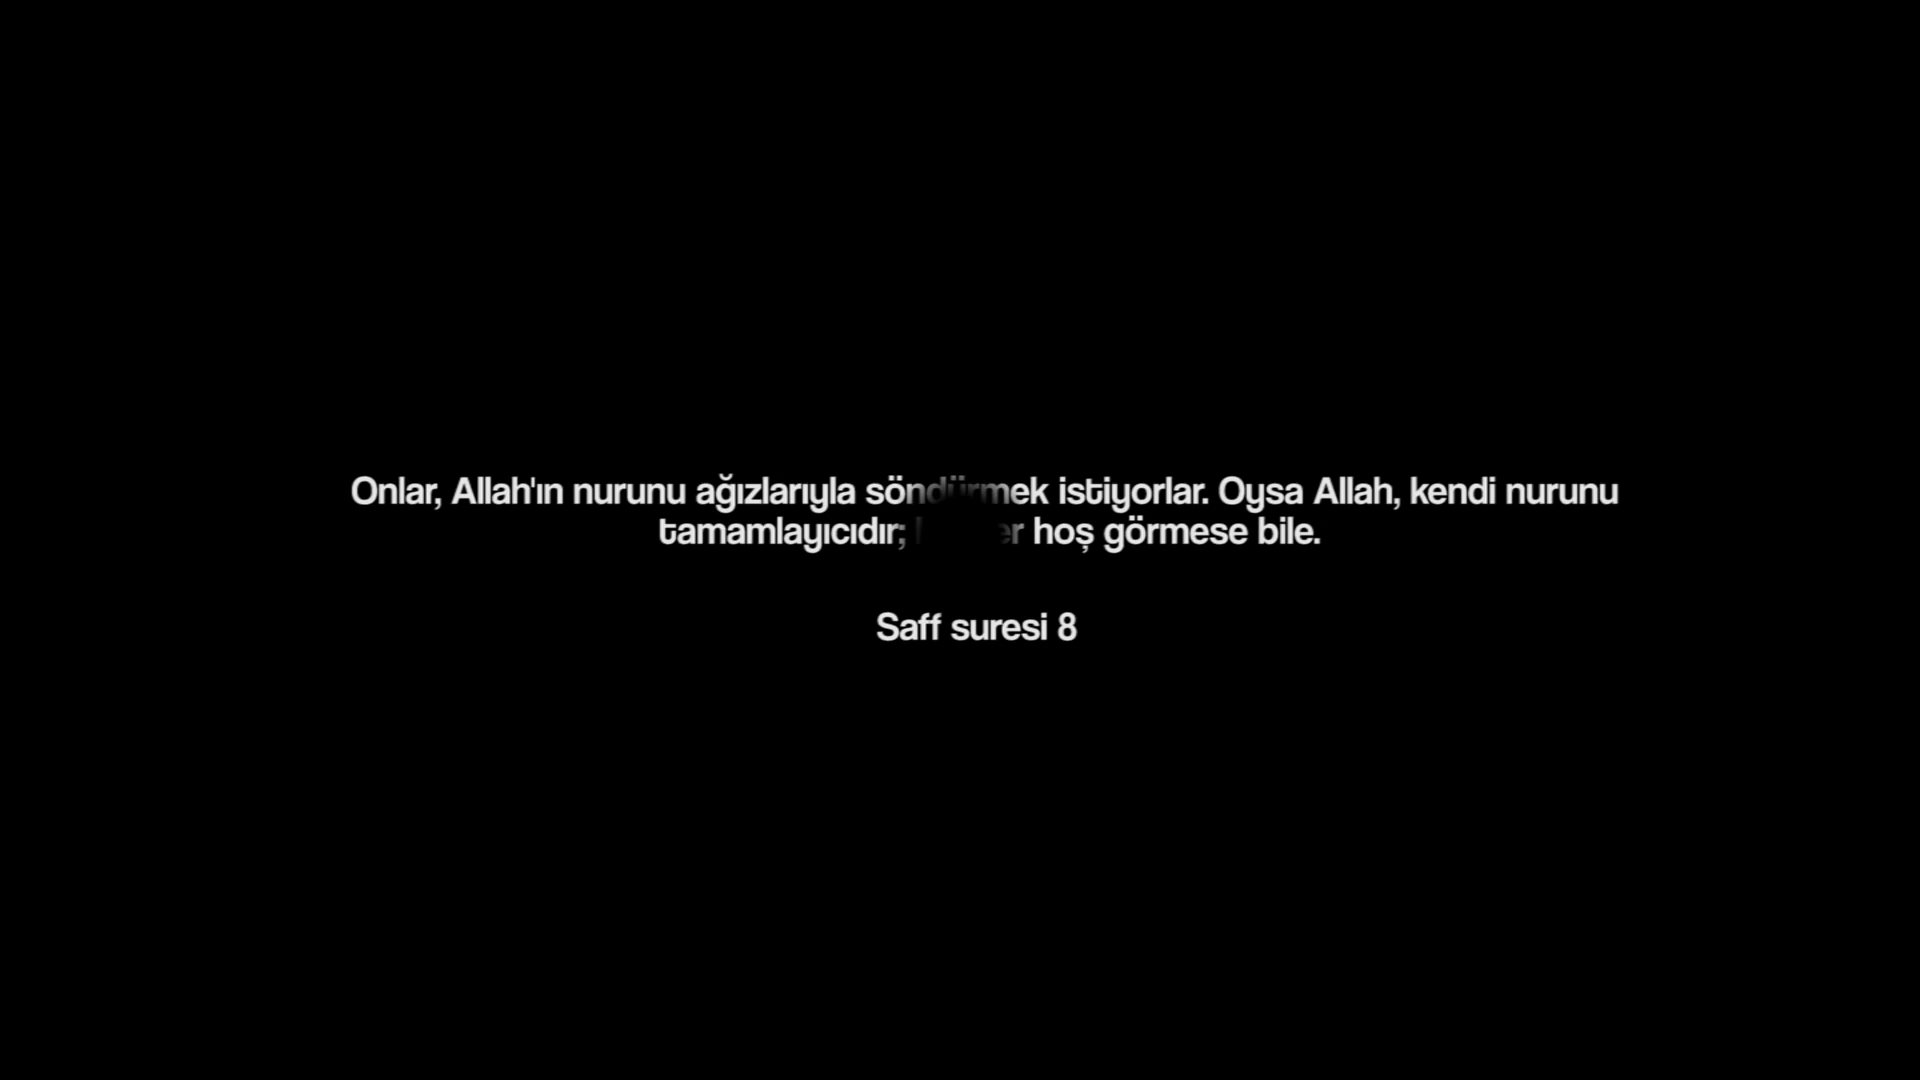 Onlar, Allah'ın nurunu ağızlarıyla söndürmek istiyorlar. Oysa Allah, kendi nurunu
tamamlayıcıdır; hoş görmese bile.
Saff suresi 8